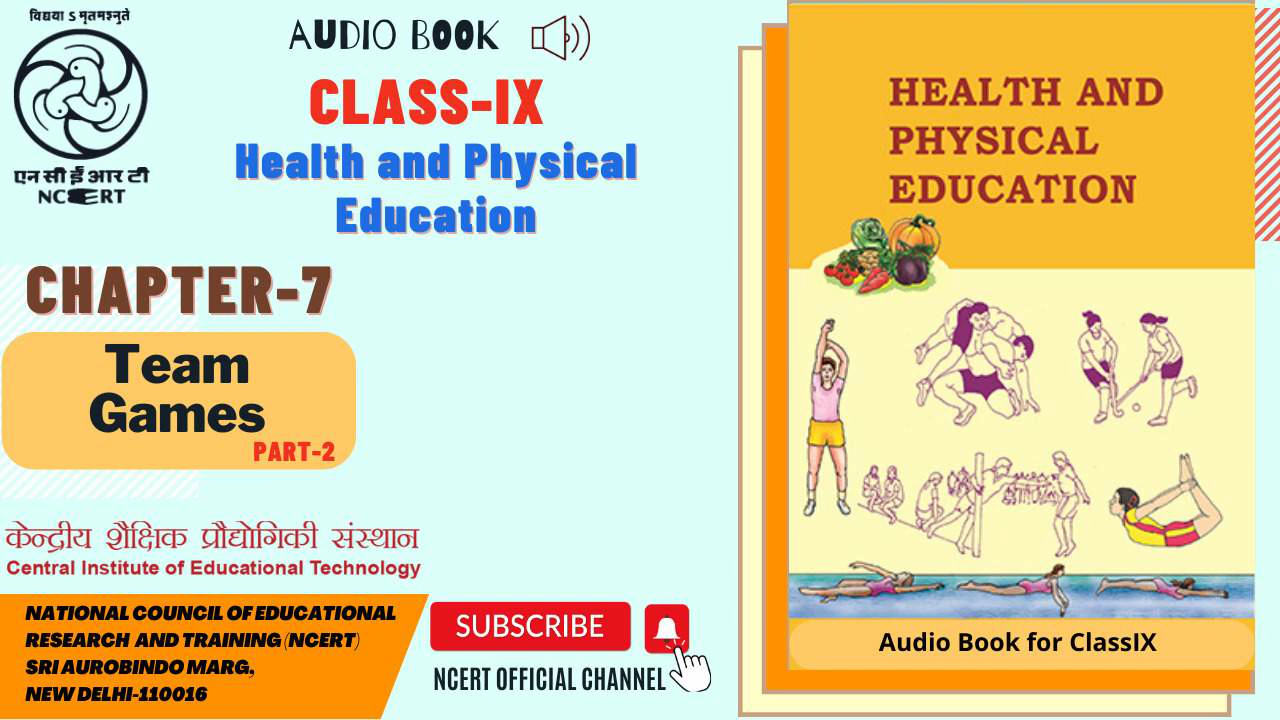 विद्यया ऽ मृतमश्नुते
एन सी ई आर टी
NCERT
AUDIO BOOK
CLASS-IX
Health and Physical
Education
CHAPTER-7
Team
Games
PART-2
केन्द्रीय शैक्षिक प्रौद्योगिकी संस्थान
Central Institute of Educational Technology
NATIONAL COUNCIL OF EDUCATIONAL
RESEARCH AND TRAINING (NCERT)
SRI AUROBINDO MARG,
NEW DELHI-110016
SUBSCRIBE
NCERT OFFICIAL CHANNEL
HEALTH AND
PHYSICAL
EDUCATION
Audio Book for ClassIX